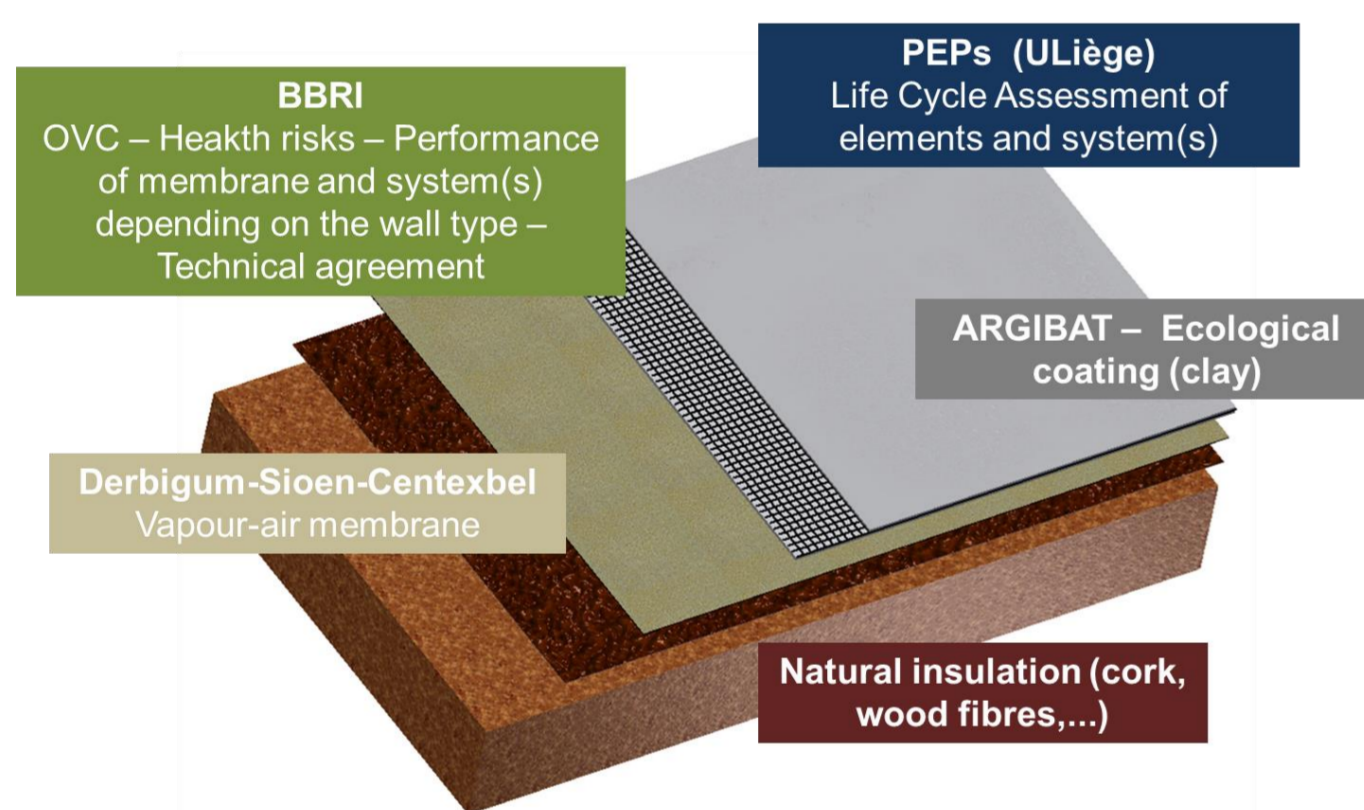 BBRI
OVC – Heakth risks – Performance
of membrane and system(s)
depending on the wall type –
Technical agreement
PEPs (ULiège)
Life Cycle Assessment of
elements and system(s)
ARGIBAT – Ecological
coating (clay)
Derbigum-Sioen-Centexbel
Vapour-air membrane
Natural insulation (cork,
wood fibres,...)